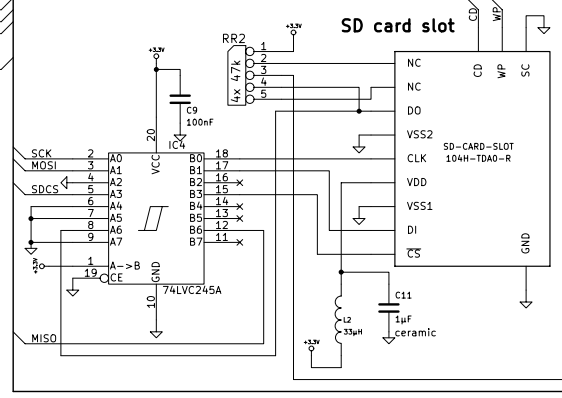 SD card slot
CD
WP
+3.3V
RR2
4x 47k
1
2
3
4
5
+3.3V
C9
100nF
NC
NC
DO
VSS2
CLK
VDD
VSS1
DI
CS
CD
WP
SC
GND
SD-CARD-SLOT
104H-TDA0-R
IC4
20
VCC
SCK 2 A0 B0 18
MOSI 3 A1 B1 17
4 A2 B2 16
SDCS 5 A3 B3 15
6 A4 B4 14
7 A5 B5 13
8 A6 B6 12
9 A7 B7 11
+3.3V
1 A->B
19 CE
GND
10
74LVC245A
MISO
L2
33µH
C11
1µF
ceramic
+3.3V